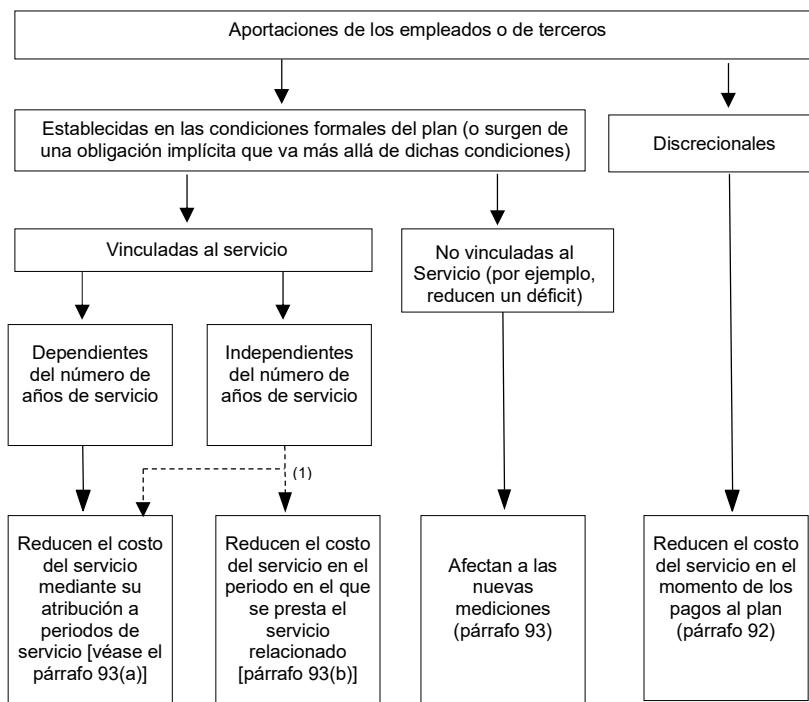 Aportaciones de los empleados o de terceros
Establecidas en las condiciones formales del plan (o surgen de
una obligación implícita que va más allá de dichas condiciones)
Discrecionales
Vinculadas al servicio
No vinculadas al
Servicio (por ejemplo,
reducen un déficit)
Dependientes
del número de
años de servicio
Independientes
del número de
años de servicio
(1)
Reducen el costo
del servicio
mediante su
atribución a
periodos de
servicio [véase el
párrafo 93(a)]
Reducen el costo
del servicio en el
periodo en el que
se presta el
servicio
relacionado
[párrafo 93(b)]
Afectan a las
nuevas
mediciones
(párrafo 93)
Reducen el costo
del servicio en el
momento de los
pagos al plan
(párrafo 92)